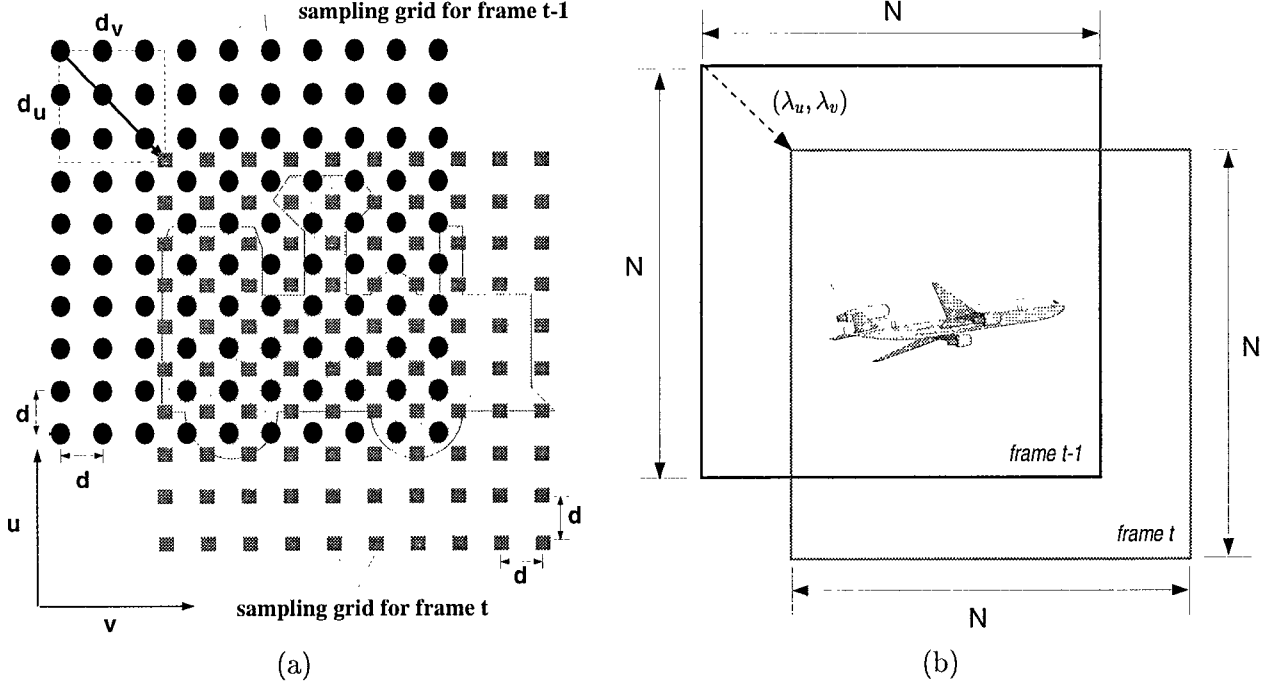 sampling grid for frame t-1
d_v
d_u
d
d
u
v
d
d
sampling grid for frame t
(a)
N
(λ_u, λ_v)
N
N
frame t-1
frame t
N
(b)